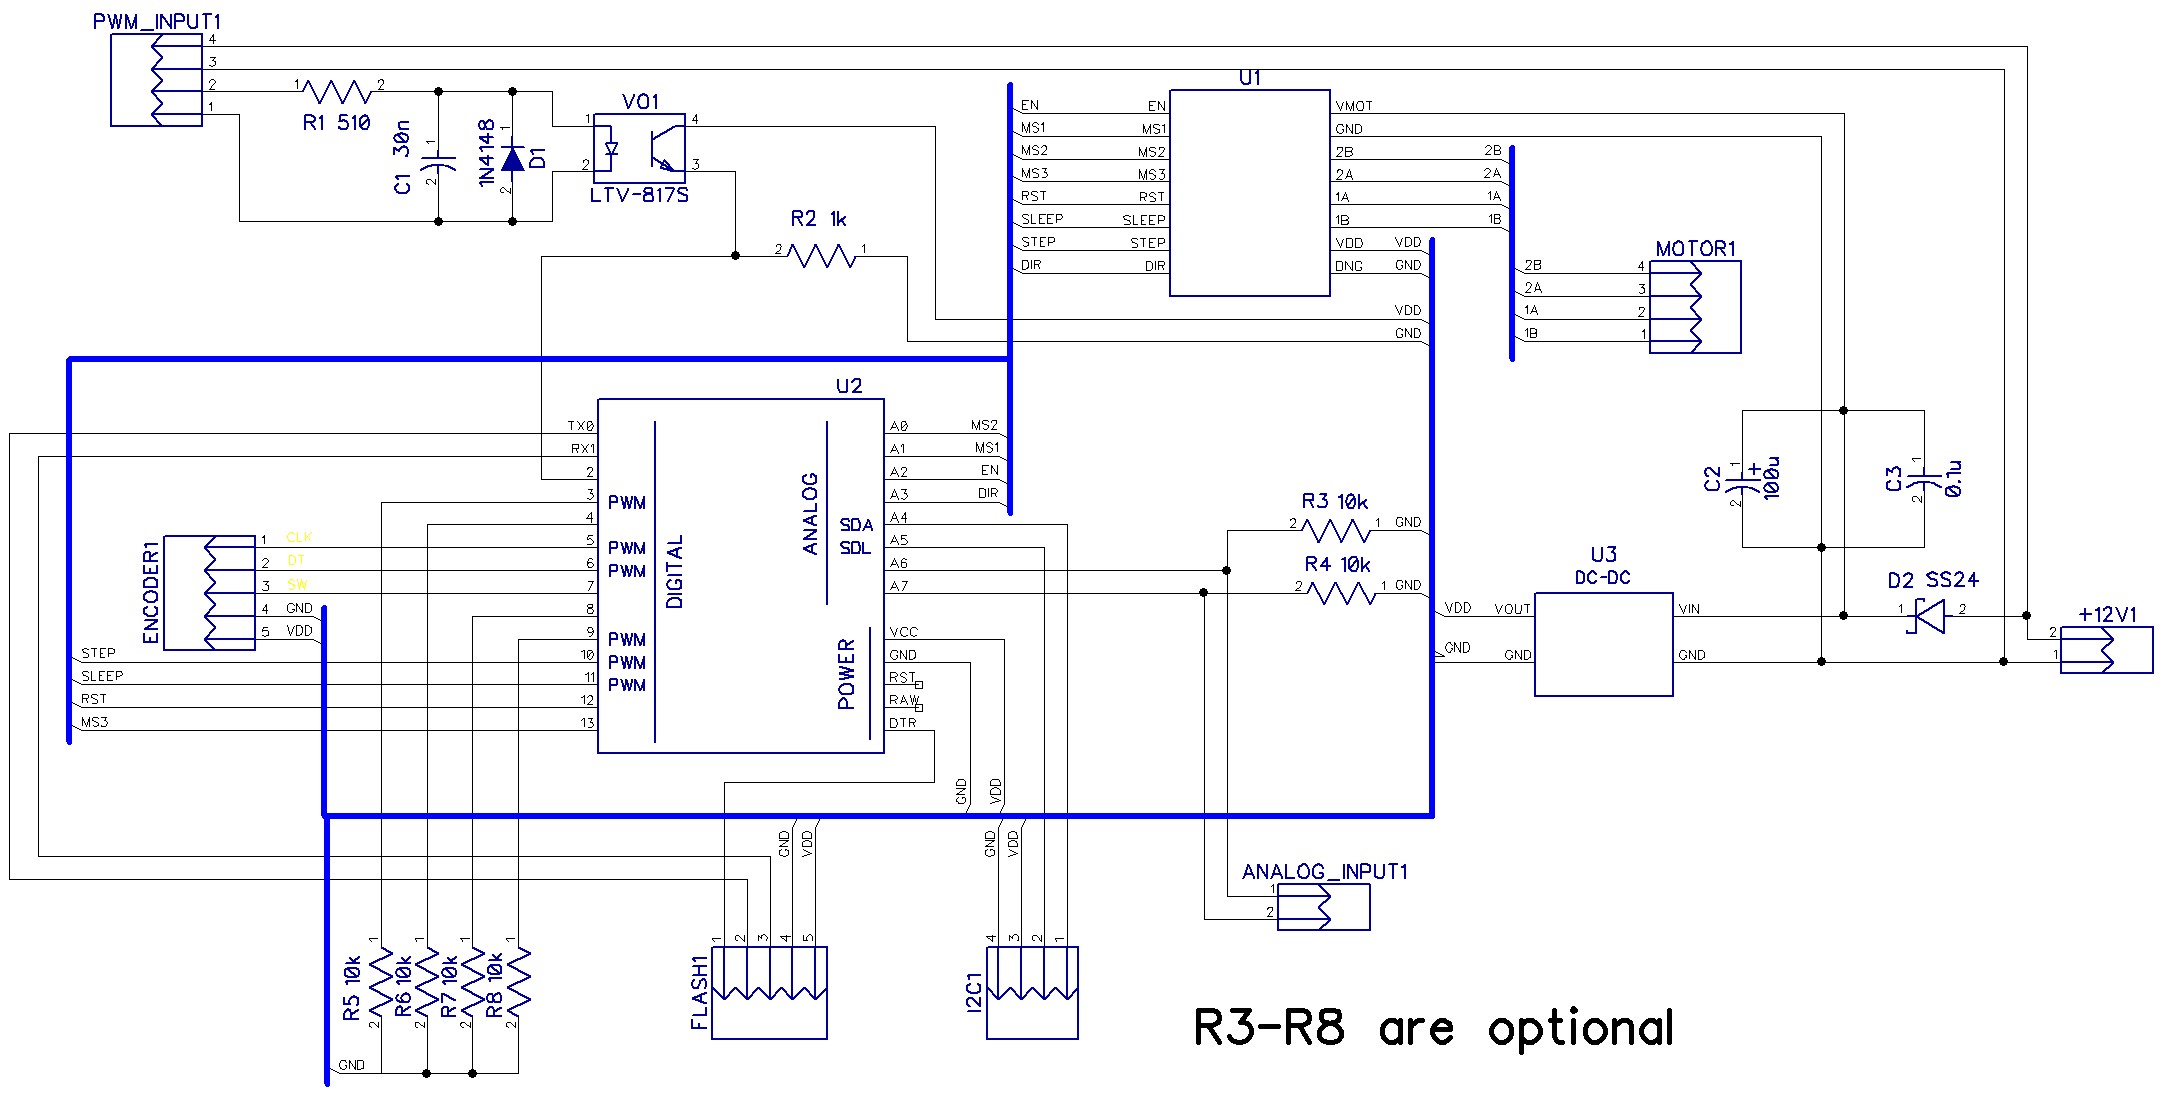 PWM_INPUT1
4
3
2
1
1
2
R1 510
C1 30n
1
2
1N4148
D1
1
2
VO1
1
2
4
3
LTV-817S
R2 1k
2
1
U1
EN
MS1
MS2
MS3
RST
SLEEP
STEP
DIR
EN
MS1
MS2
MS3
RST
SLEEP
STEP
DIR
VMOT
GND
2B
2A
1A
1B
VDD
DNG
2B
2A
1A
1B
VDD
GND
VDD
GND
MOTOR1
2B
2A
1A
1B
4
3
2
1
U2
TX0
RX1
2
3
4
5
6
7
8
9
10
11
12
13
PWM
PWM
PWM
PWM
PWM
PWM
DIGITAL
ANALOG
SDA
SDL
POWER
A0
A1
A2
A3
A4
A5
A6
A7
VCC
GND
RST
RAW
DTR
MS2
MS1
EN
DIR
ENCODER1
1
2
3
4
5
CLK
DT
SW
GND
VDD
STEP
SLEEP
RST
MS3
R3 10k
2
1
GND
R4 10k
2
1
GND
C2
100u
+
1
2
C3
0.1u
1
2
U3
DC-DC
VDD
GND
VOUT
GND
VIN
GND
D2 SS24
1
2
+12V1
2
1
GND
VDD
GND
VDD
GND
VDD
ANALOG_INPUT1
1
2
R5 10k
R6 10k
R7 10k
R8 10k
1
1
1
1
2
2
2
2
GND
FLASH1
1
2
3
4
5
I2C1
4
3
2
1
R3-R8 are optional